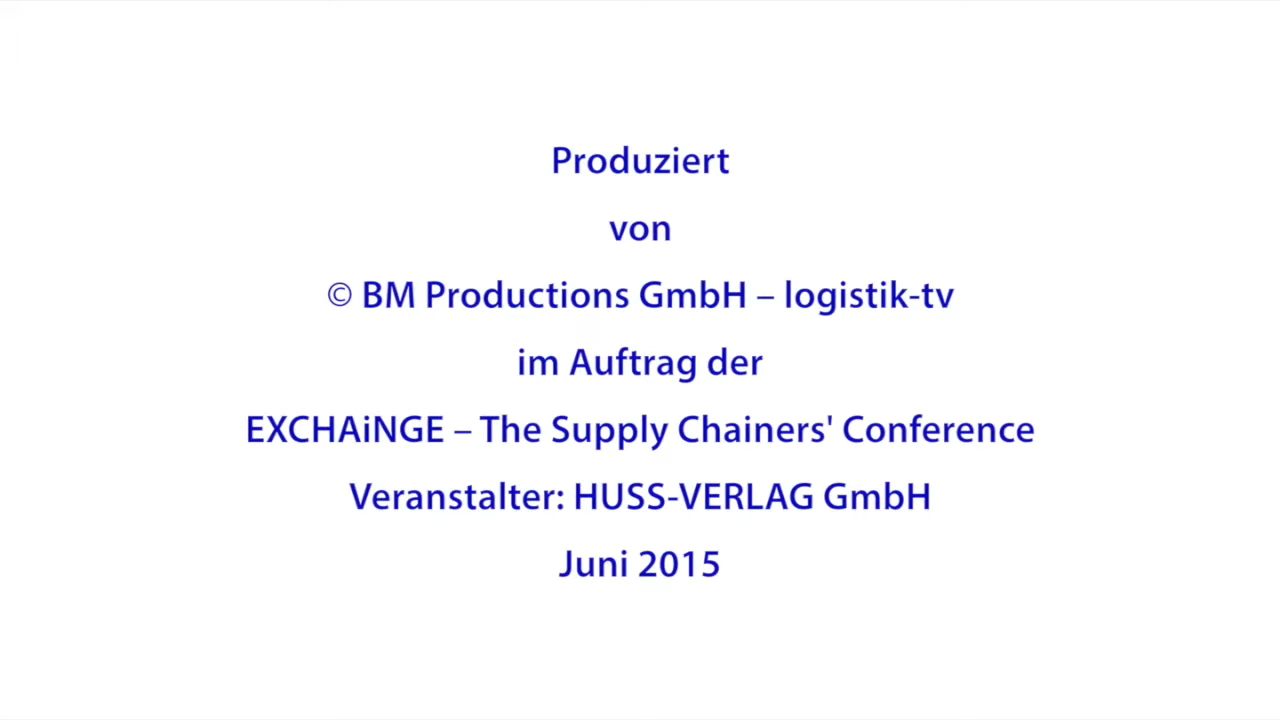 Produziert
von
© BM Productions GmbH – logistik-tv
im Auftrag der
EXCHAiNGE – The Supply Chainers' Conference
Veranstalter: HUSS-VERLAG GmbH
Juni 2015